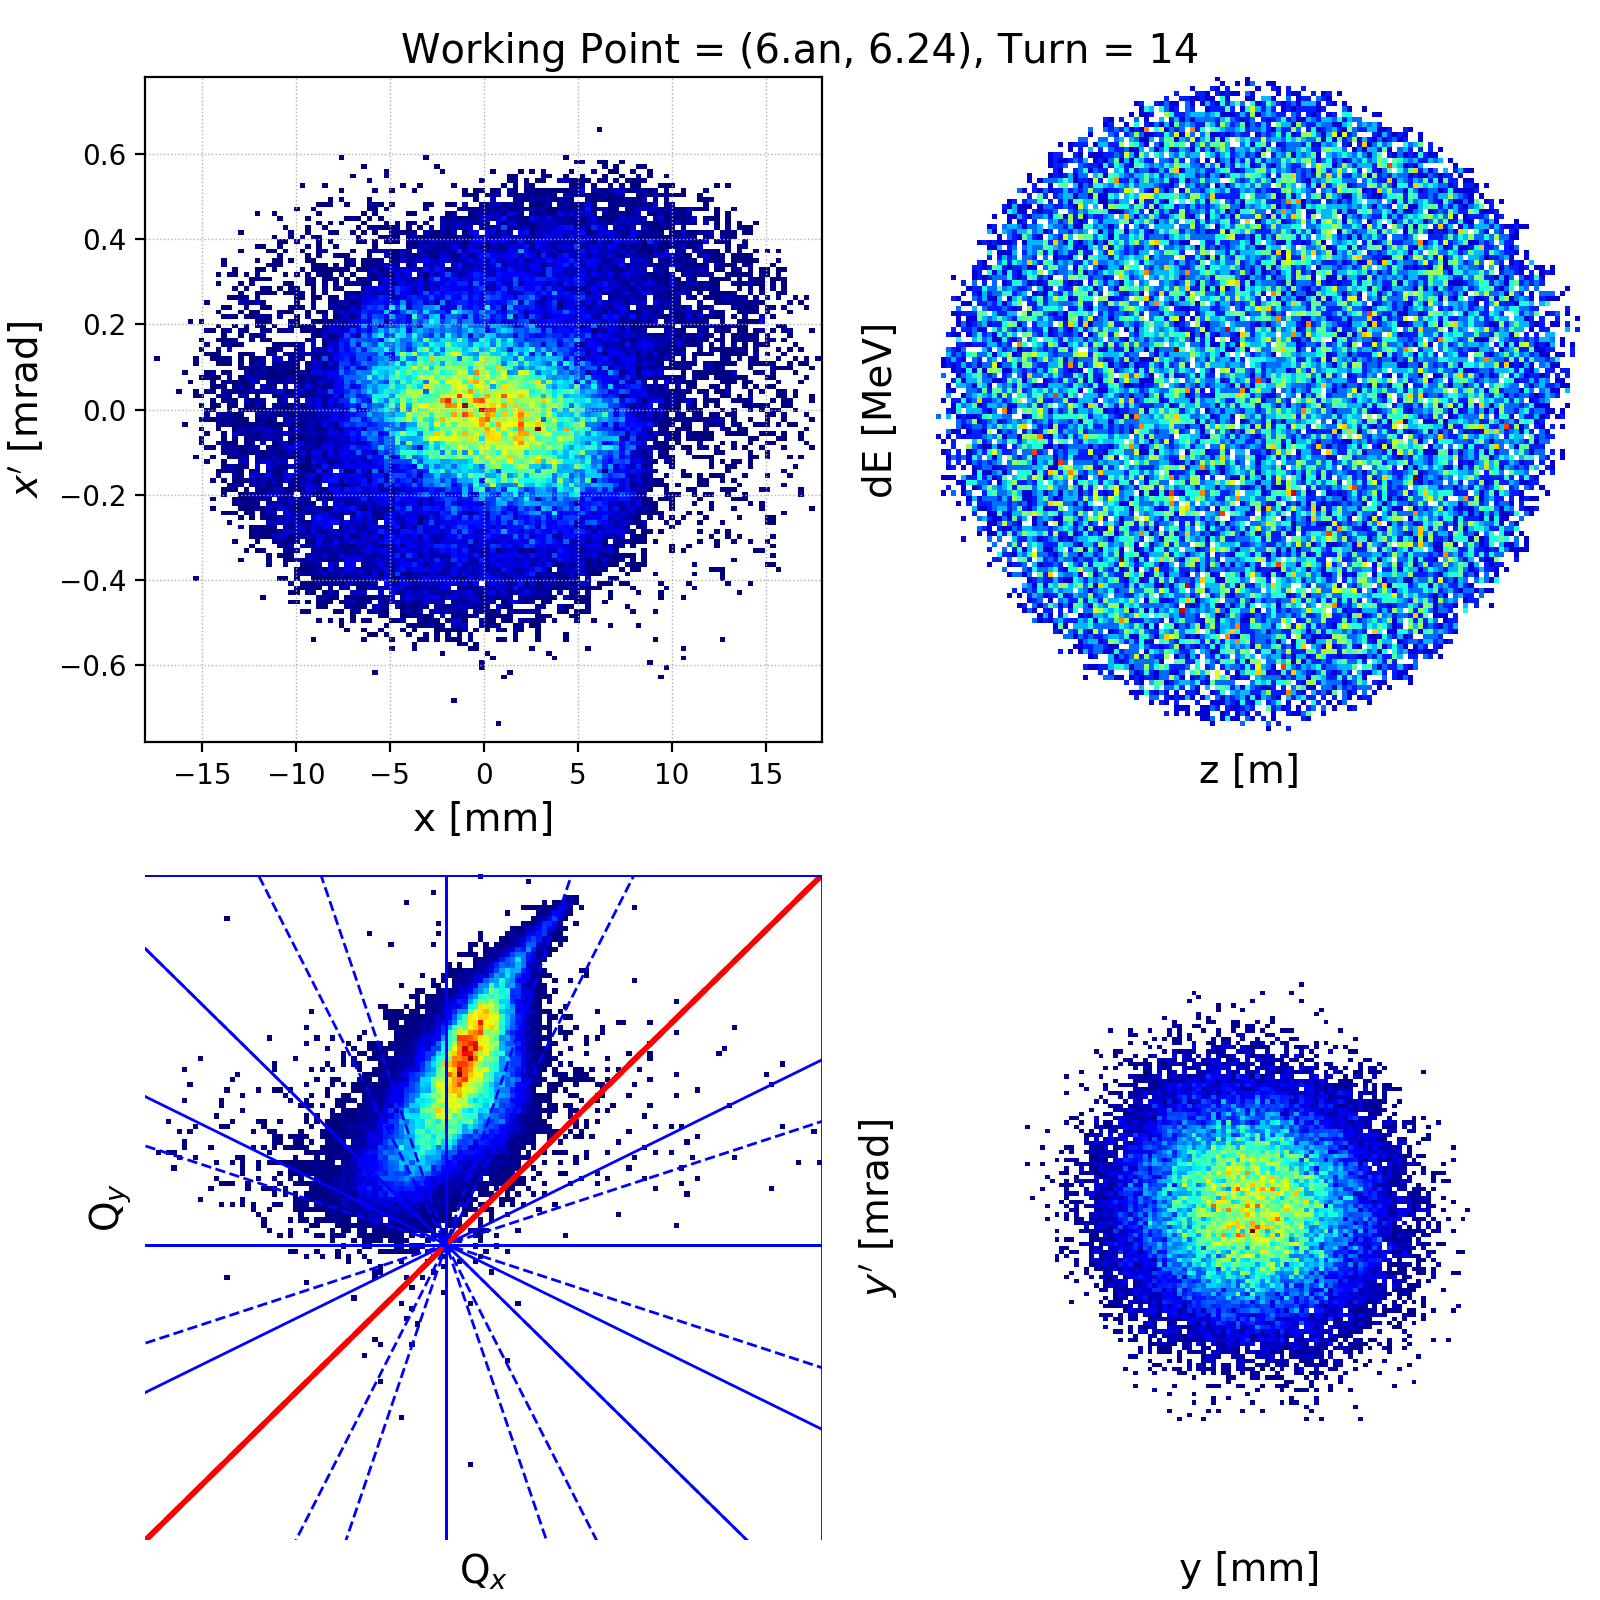 Working Point = (6.an, 6.24), Turn = 14
x′ [mrad]
0.6
0.4
0.2
0.0
−0.2
−0.4
−0.6
−15 −10 −5 0 5 10 15
x [mm]
dE [MeV]
z [m]
Qy
Qx
y′ [mrad]
y [mm]